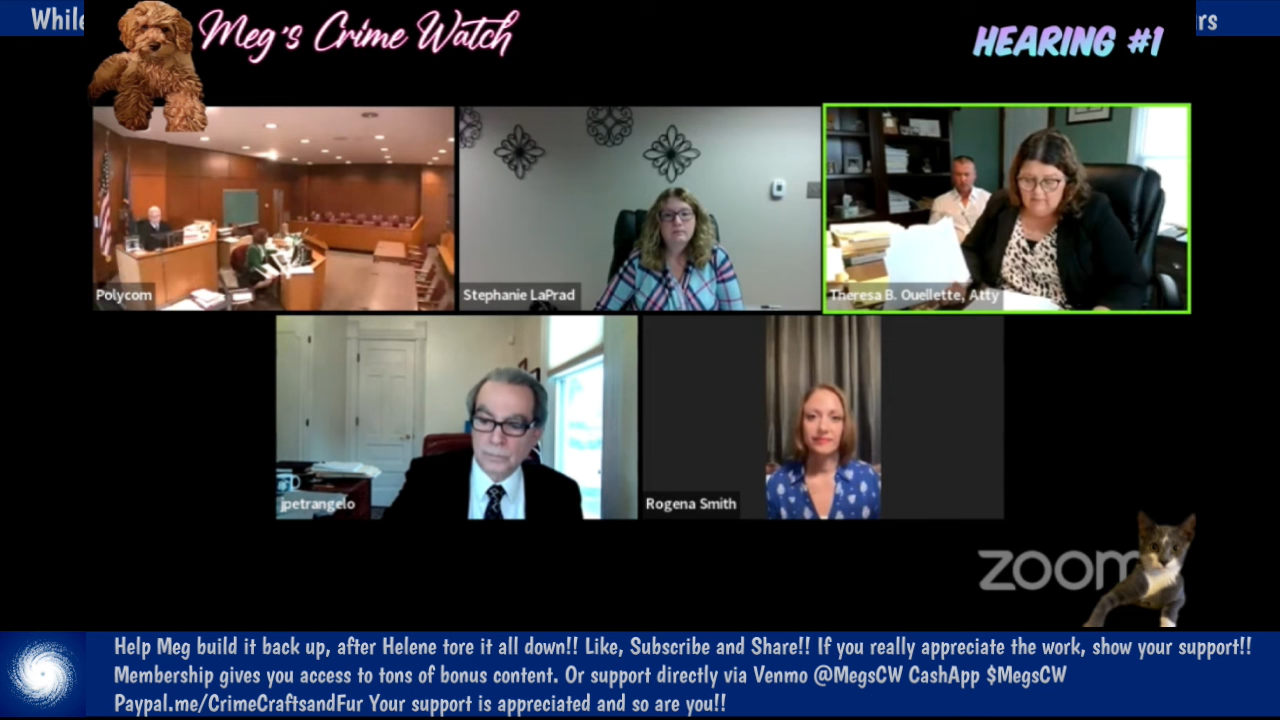 While
rs
Meg's Crime Watch
HEARING #1
Polycom
Stephanie LaPrad
Theresa B. Ouellette, Atty
jpetrangelo
Rogena Smith
zoom
Help Meg build it back up, after Helene tore it all down!! Like, Subscribe and Share!! If you really appreciate the work, show your support!!
Membership gives you access to tons of bonus content. Or support directly via Venmo @MegsCW CashApp $MegsCW
Paypal.me/CrimeCraftsandFur Your support is appreciated and so are you!!